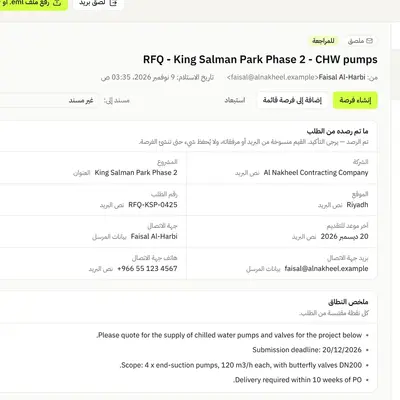 لصق بريد
رفع ملف .eml أو
ملصق للمراجعة
RFQ - King Salman Park Phase 2 - CHW pumps
من: Faisal Al-Harbi <faisal@alnakheel.example> تاريخ الاستلام: 9 نوفمبر 2026، 03:35 ص
إنشاء فرصة إضافة إلى فرصة قائمة استبعاد مسند إلى: غير مسند
ما تم رصده من الطلب
تم الرصد — يرجى التأكيد. القيم منسوخة من البريد أو مرفقاته، ولا يُحفظ شيء حتى تنشئ الفرصة.
الشركة
Al Nakheel Contracting Company نص البريد
المشروع
King Salman Park Phase 2 العنوان
الموقع
Riyadh نص البريد
رقم الطلب
RFQ-KSP-0425 نص البريد
آخر موعد للتقديم
20 ديسمبر 2026 نص البريد
جهة الاتصال
Faisal Al-Harbi بيانات المرسل
بريد جهة الاتصال
faisal@alnakheel.example بيانات المرسل
هاتف جهة الاتصال
+966 55 123 4567 نص البريد
ملخص النطاق
كل نقطة مقتبسة من الطلب.
• Please quote for the supply of chilled water pumps and valves for the project below.
• Submission deadline: 20/12/2026
• Scope: 4 x end-suction pumps, 120 m3/h each, with butterfly valves DN200.
• Delivery required within 10 weeks of PO.